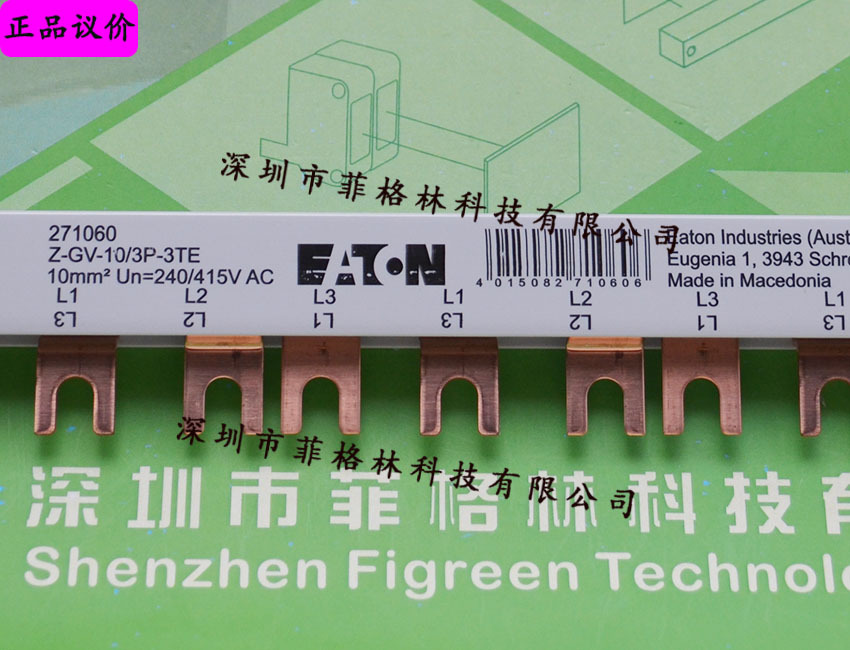 正品议价
深圳市菲格林科技有限公司
271060
Z-GV-10/3P-3TE
10mm² Un=240/415V AC
EATON
4 015082 710606
Eaton Industries (Aust
Eugenia 1, 3943 Schre
Made in Macedonia
L1 L2 L3 L1 L2 L3 L1
L3 L2 L1 L3 L2 L1 L3
深圳市菲格林科技有限公司
深圳市菲格林科技有
Shenzhen Figreen Technolo